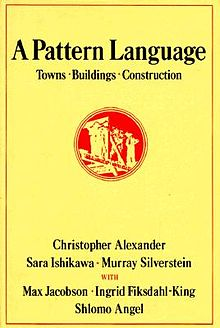 A Pattern Language
Towns · Buildings · Construction
Christopher Alexander
Sara Ishikawa · Murray Silverstein
WITH
Max Jacobson · Ingrid Fiksdahl-King
Shlomo Angel